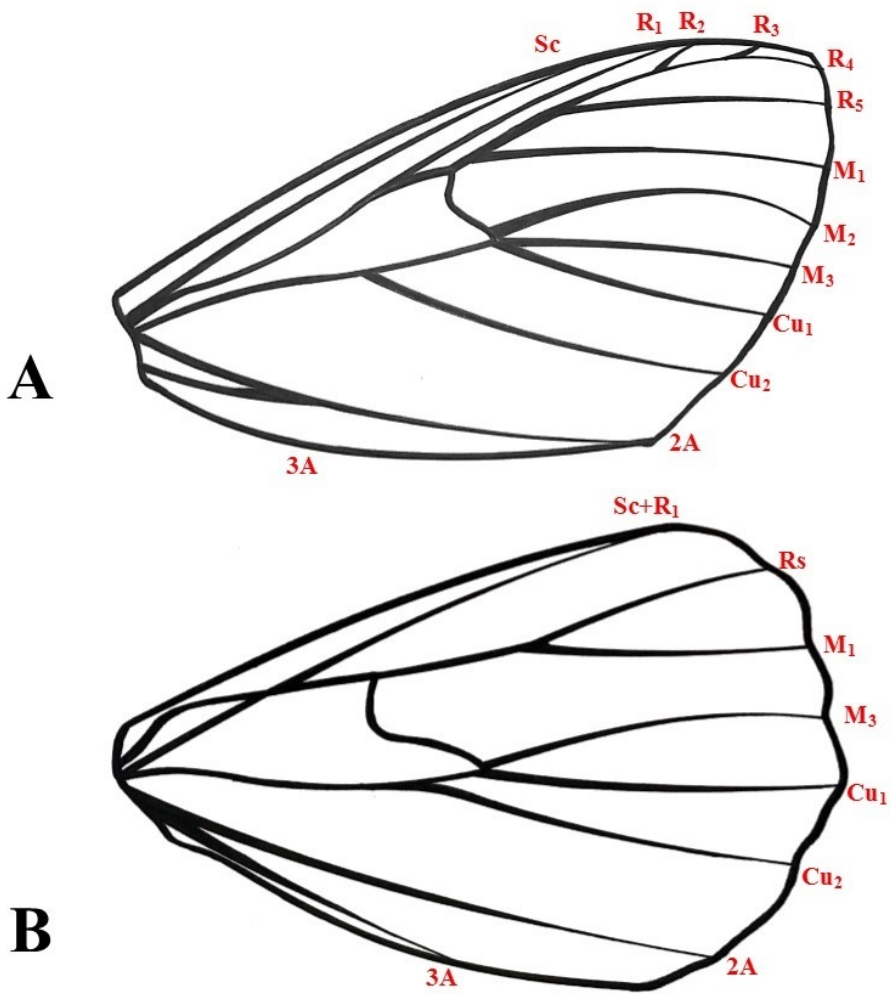 Sc R₁ R₂ R₃
R₄
R₅
M₁
M₂
M₃
Cu₁
A
Cu₂
2A
3A
Sc+R₁
Rs
M₁
M₃
Cu₁
Cu₂
B
2A
3A